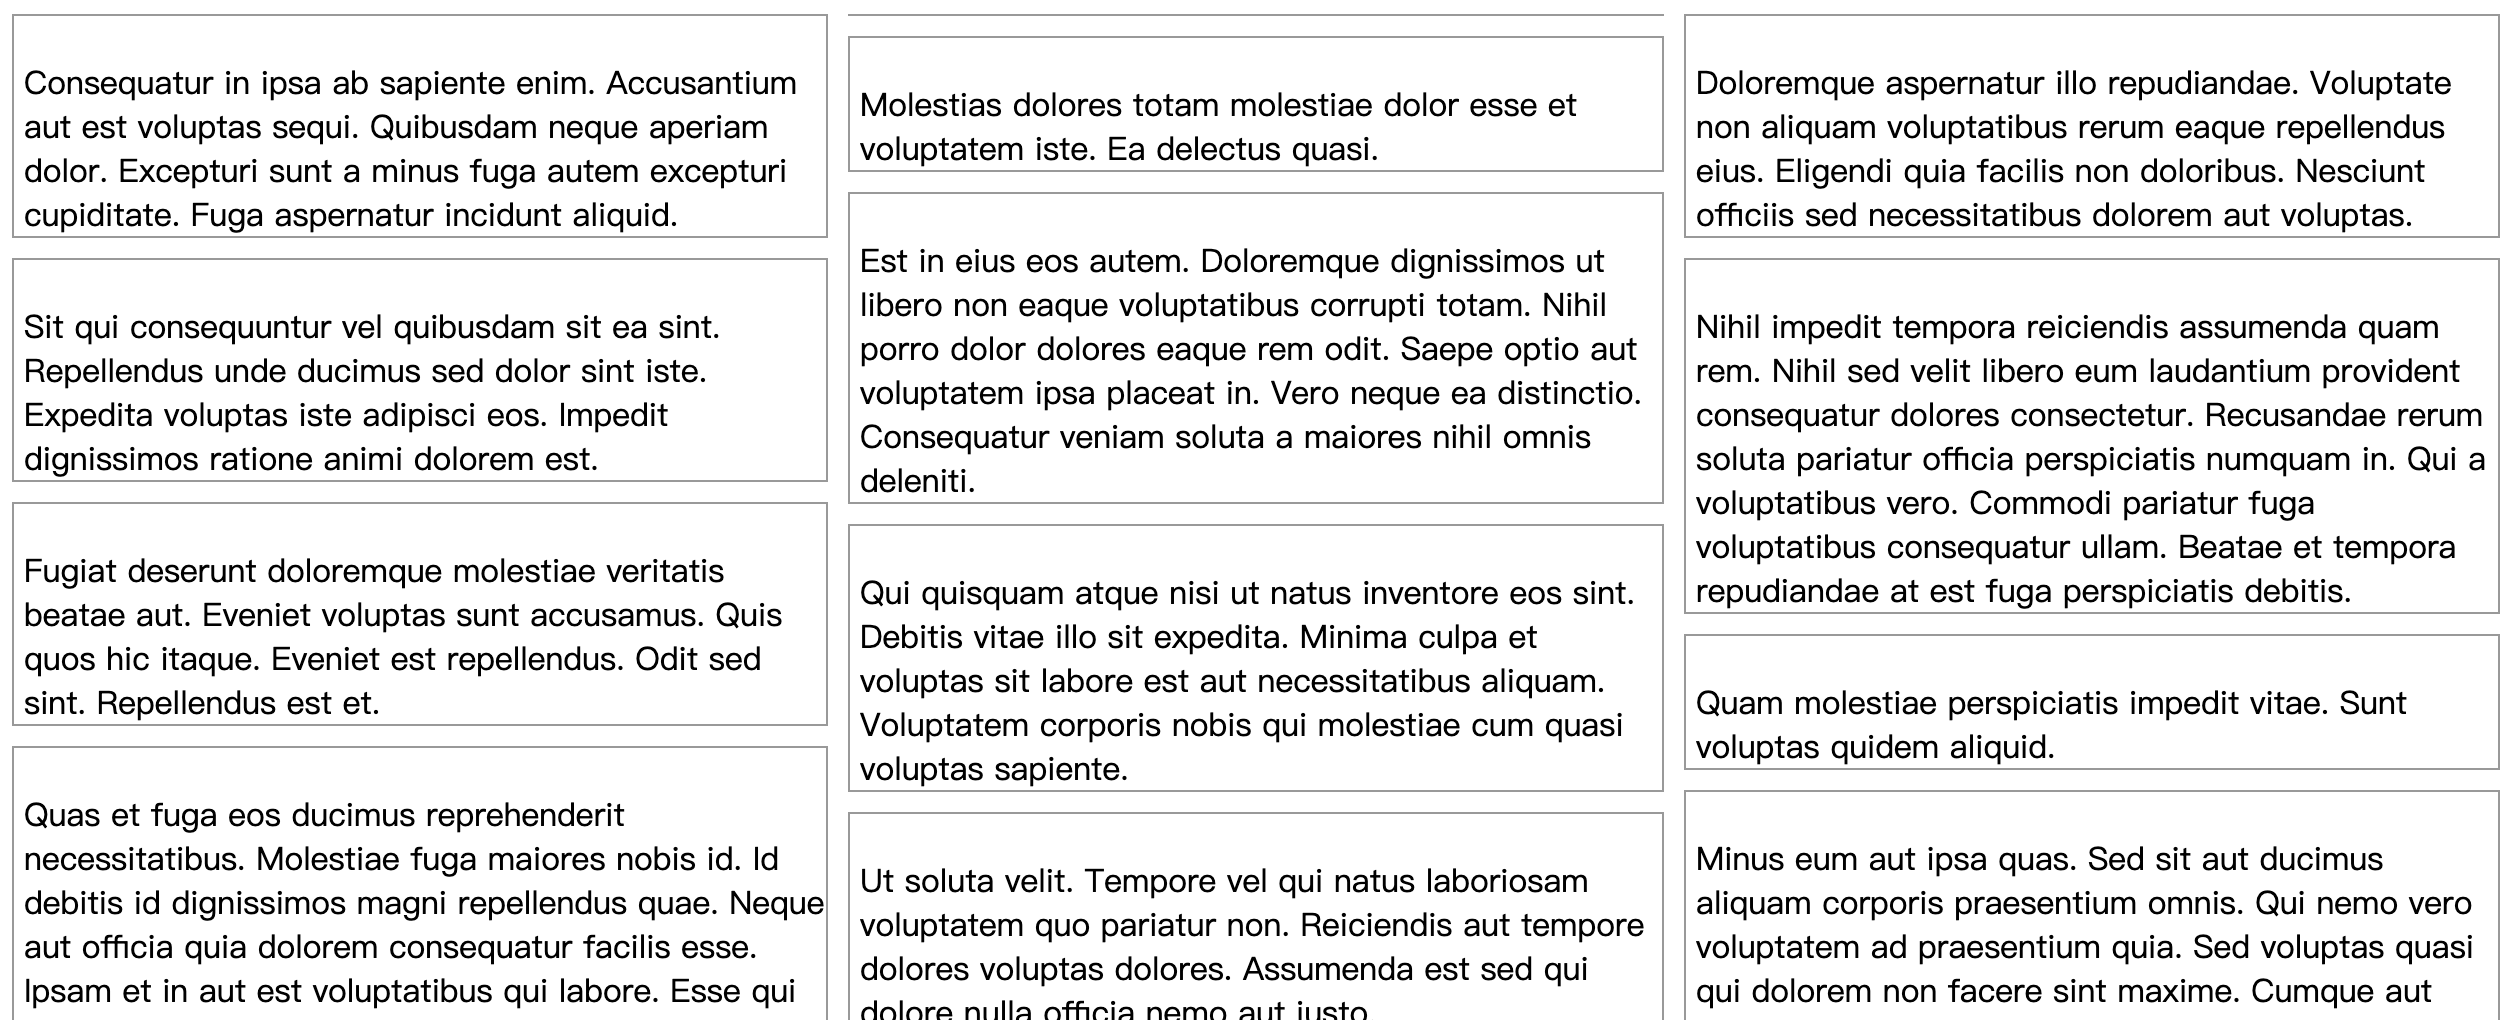 Consequatur in ipsa ab sapiente enim. Accusantium
aut est voluptas sequi. Quibusdam neque aperiam
dolor. Excepturi sunt a minus fuga autem excepturi
cupiditate. Fuga aspernatur incidunt aliquid.
Sit qui consequuntur vel quibusdam sit ea sint.
Repellendus unde ducimus sed dolor sint iste.
Expedita voluptas iste adipisci eos. Impedit
dignissimos ratione animi dolorem est.
Fugiat deserunt doloremque molestiae veritatis
beatae aut. Eveniet voluptas sunt accusamus. Quis
quos hic itaque. Eveniet est repellendus. Odit sed
sint. Repellendus est et.
Quas et fuga eos ducimus reprehenderit
necessitatibus. Molestiae fuga maiores nobis id. Id
debitis id dignissimos magni repellendus quae. Neque
aut officia quia dolorem consequatur facilis esse.
Ipsam et in aut est voluptatibus qui labore. Esse qui
Molestias dolores totam molestiae dolor esse et
voluptatem iste. Ea delectus quasi.
Est in eius eos autem. Doloremque dignissimos ut
libero non eaque voluptatibus corrupti totam. Nihil
porro dolor dolores eaque rem odit. Saepe optio aut
voluptatem ipsa placeat in. Vero neque ea distinctio.
Consequatur veniam soluta a maiores nihil omnis
deleniti.
Qui quisquam atque nisi ut natus inventore eos sint.
Debitis vitae illo sit expedita. Minima culpa et
voluptas sit labore est aut necessitatibus aliquam.
Voluptatem corporis nobis qui molestiae cum quasi
voluptas sapiente.
Ut soluta velit. Tempore vel qui natus laboriosam
voluptatem quo pariatur non. Reiciendis aut tempore
dolores voluptas dolores. Assumenda est sed qui
dolore nulla officia nemo aut iusto
Doloremque aspernatur illo repudiandae. Voluptate
non aliquam voluptatibus rerum eaque repellendus
eius. Eligendi quia facilis non doloribus. Nesciunt
officiis sed necessitatibus dolorem aut voluptas.
Nihil impedit tempora reiciendis assumenda quam
rem. Nihil sed velit libero eum laudantium provident
consequatur dolores consectetur. Recusandae rerum
soluta pariatur officia perspiciatis numquam in. Qui a
voluptatibus vero. Commodi pariatur fuga
voluptatibus consequatur ullam. Beatae et tempora
repudiandae at est fuga perspiciatis debitis.
Quam molestiae perspiciatis impedit vitae. Sunt
voluptas quidem aliquid.
Minus eum aut ipsa quas. Sed sit aut ducimus
aliquam corporis praesentium omnis. Qui nemo vero
voluptatem ad praesentium quia. Sed voluptas quasi
qui dolorem non facere sint maxime. Cumque aut